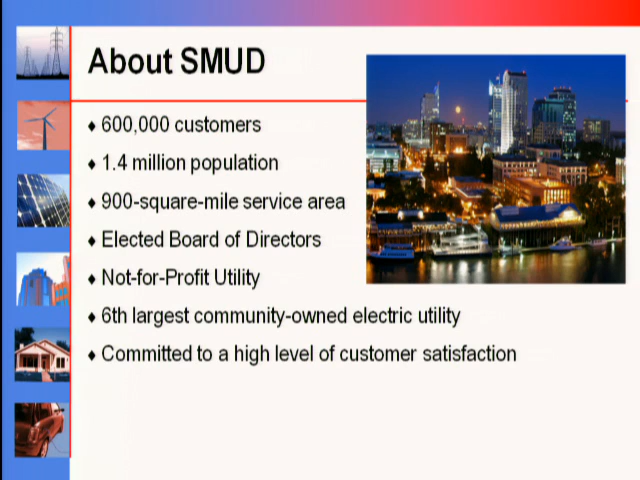 About SMUD
♦ 600,000 customers
♦ 1.4 million population
♦ 900-square-mile service area
♦ Elected Board of Directors
♦ Not-for-Profit Utility
♦ 6th largest community-owned electric utility
♦ Committed to a high level of customer satisfaction